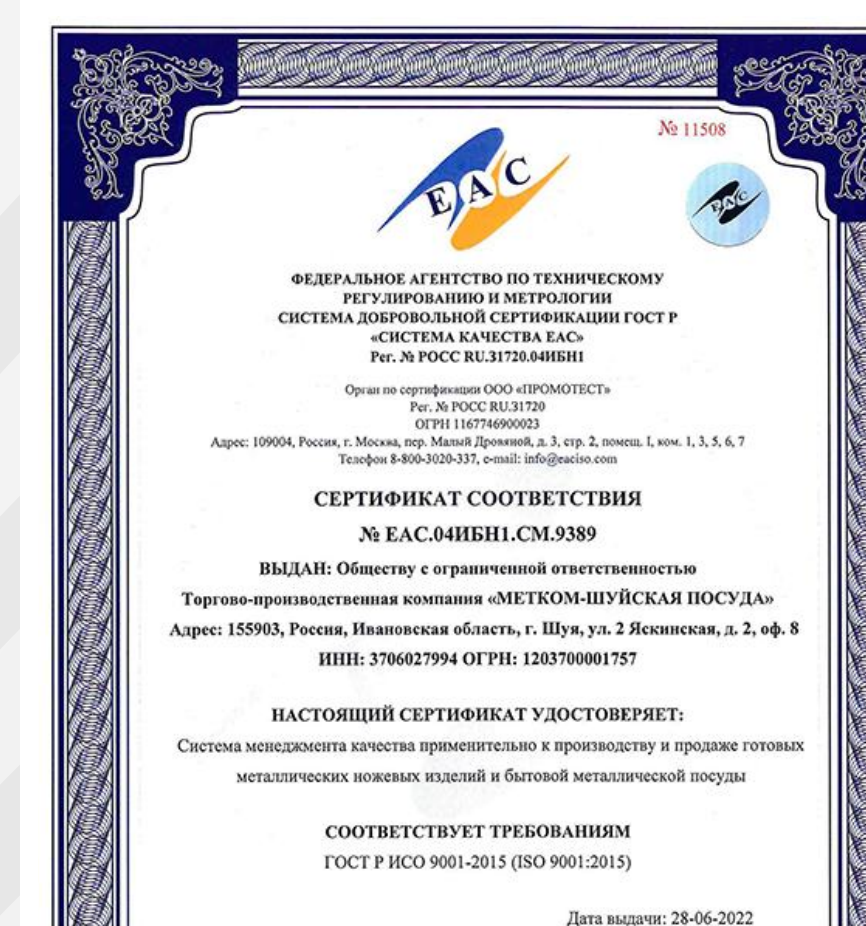 № 11508
ЕАС
ЕАС
ФЕДЕРАЛЬНОЕ АГЕНТСТВО ПО ТЕХНИЧЕСКОМУ
РЕГУЛИРОВАНИЮ И МЕТРОЛОГИИ
СИСТЕМА ДОБРОВОЛЬНОЙ СЕРТИФИКАЦИИ ГОСТ Р
«СИСТЕМА КАЧЕСТВА ЕАС»
Рег. № РОСС RU.31720.04ИБН1
Орган по сертификации ООО «ПРОМОТЕСТ»
Рег. № РОСС RU.31720
ОГРН 1167746900023
Адрес: 109004, Россия, г. Москва, пер. Малый Дровяной, д. 3, стр. 2, помещ. I, ком. 1, 3, 5, 6, 7
Телефон 8-800-3020-337, e-mail: info@eaciso.com
СЕРТИФИКАТ СООТВЕТСТВИЯ
№ ЕАС.04ИБН1.СМ.9389
ВЫДАН: Обществу с ограниченной ответственностью
Торгово-производственная компания «МЕТКОМ-ШУЙСКАЯ ПОСУДА»
Адрес: 155903, Россия, Ивановская область, г. Шуя, ул. 2 Яскинская, д. 2, оф. 8
ИНН: 3706027994 ОГРН: 1203700001757
НАСТОЯЩИЙ СЕРТИФИКАТ УДОСТОВЕРЯЕТ:
Система менеджмента качества применительно к производству и продаже готовых
металлических ножевых изделий и бытовой металлической посуды
СООТВЕТСТВУЕТ ТРЕБОВАНИЯМ
ГОСТ Р ИСО 9001-2015 (ISO 9001:2015)
Дата выдачи: 28-06-2022